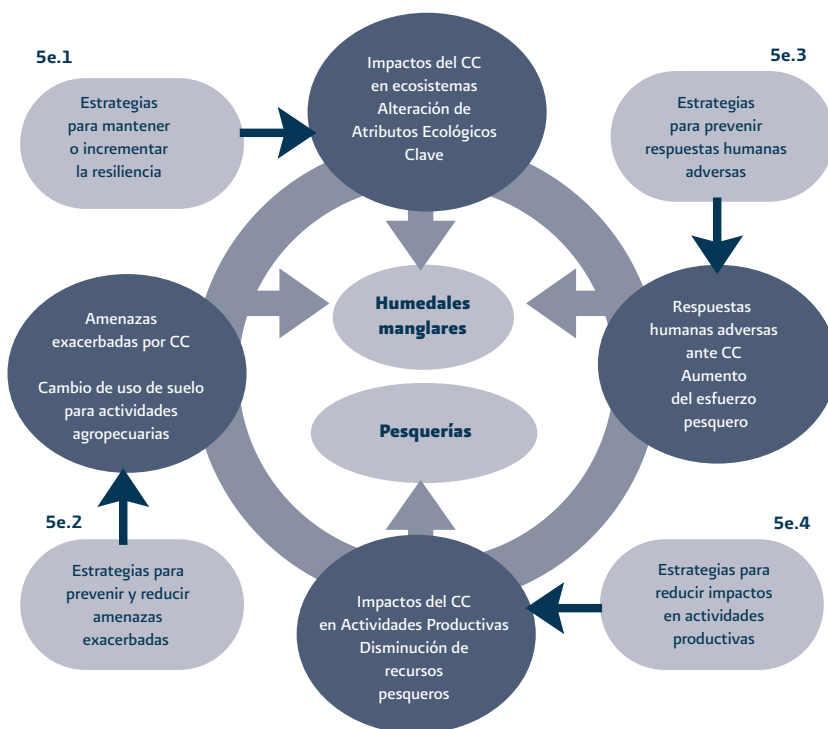 5e.1
Estrategias
para mantener
o incrementar
la resiliencia
Impactos del CC
en ecosistemas
Alteración de
Atributos Ecológicos
Clave
5e.3
Estrategias
para prevenir
respuestas humanas
adversas
Amenazas
exacerbadas por CC
Cambio de uso de suelo
para actividades
agropecuarias
Humedales
manglares
Pesquerías
Respuestas
humanas adversas
ante CC
Aumento
del esfuerzo
pesquero
5e.2
Estrategias para
prevenir y reducir
amenazas
exacerbadas
Impactos del CC
en Actividades Productivas
Disminución de
recursos
pesqueros
5e.4
Estrategias para
reducir impactos
en actividades
productivas